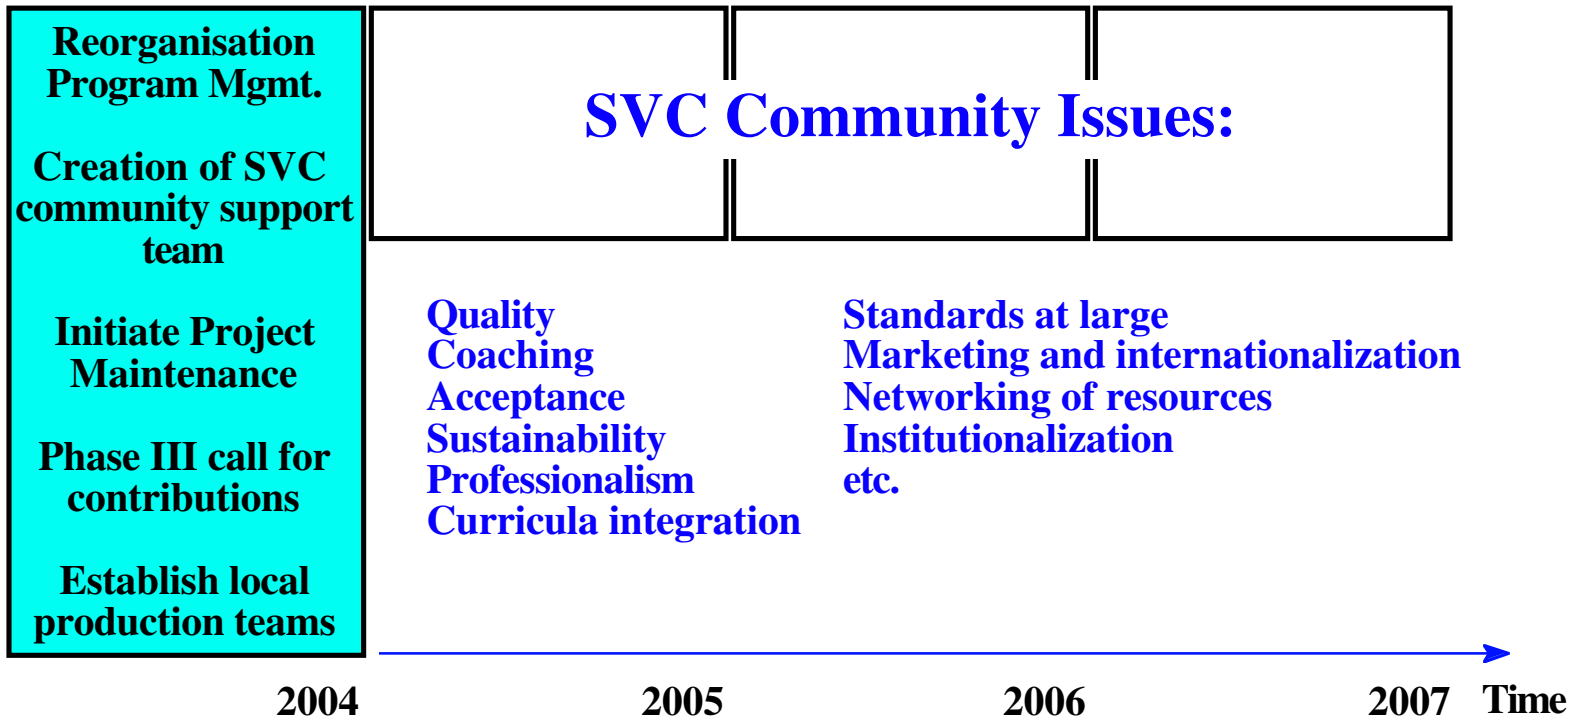 Reorganisation
Program Mgmt.
Creation of SVC
community support
team
Initiate Project
Maintenance
Phase III call for
contributions
Establish local
production teams
SVC Community Issues:
Quality
Coaching
Acceptance
Sustainability
Professionalism
Curricula integration
Standards at large
Marketing and internationalization
Networking of resources
Institutionalization
etc.
2004 2005 2006 2007 Time